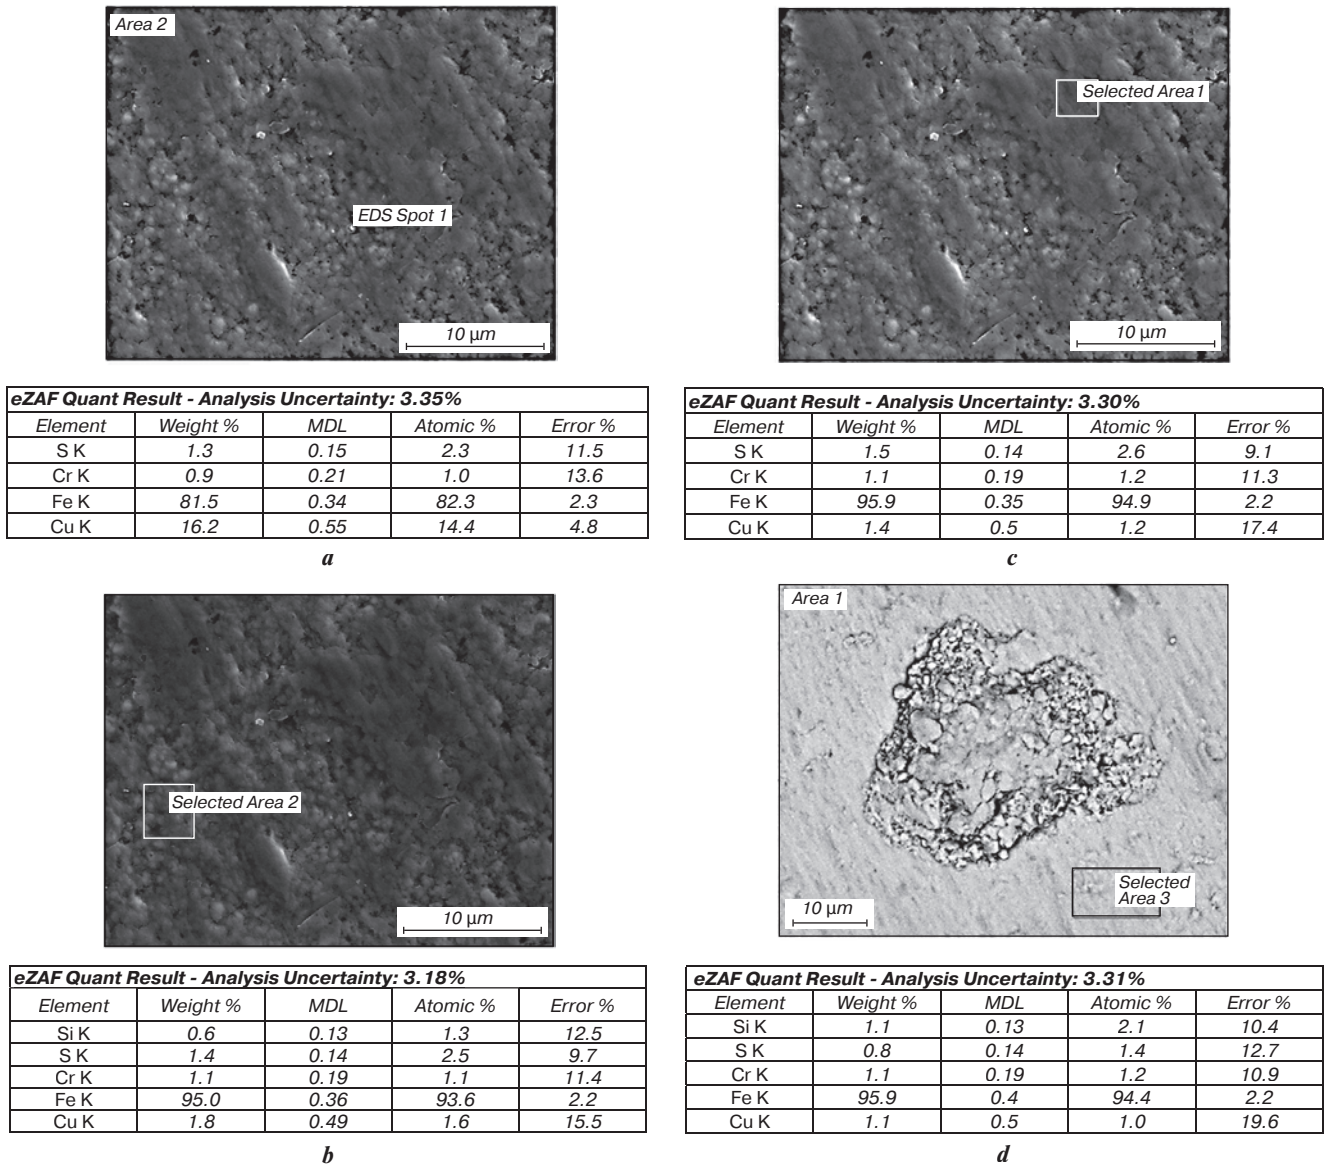 Area 2
EDS Spot 1
10 µm
eZAF Quant Result - Analysis Uncertainty: 3.35%
Element Weight % MDL Atomic % Error %
S K 1.3 0.15 2.3 11.5
Cr K 0.9 0.21 1.0 13.6
Fe K 81.5 0.34 82.3 2.3
Cu K 16.2 0.55 14.4 4.8
a
Selected Area1
10 µm
eZAF Quant Result - Analysis Uncertainty: 3.30%
Element Weight % MDL Atomic % Error %
S K 1.5 0.14 2.6 9.1
Cr K 1.1 0.19 1.2 11.3
Fe K 95.9 0.35 94.9 2.2
Cu K 1.4 0.5 1.2 17.4
c
Selected Area 2
10 µm
eZAF Quant Result - Analysis Uncertainty: 3.18%
Element Weight % MDL Atomic % Error %
Si K 0.6 0.13 1.3 12.5
S K 1.4 0.14 2.5 9.7
Cr K 1.1 0.19 1.1 11.4
Fe K 95.0 0.36 93.6 2.2
Cu K 1.8 0.49 1.6 15.5
b
Area 1
Selected
Area 3
10 µm
eZAF Quant Result - Analysis Uncertainty: 3.31%
Element Weight % MDL Atomic % Error %
Si K 1.1 0.13 2.1 10.4
S K 0.8 0.14 1.4 12.7
Cr K 1.1 0.19 1.2 10.9
Fe K 95.9 0.4 94.4 2.2
Cu K 1.1 0.5 1.0 19.6
d